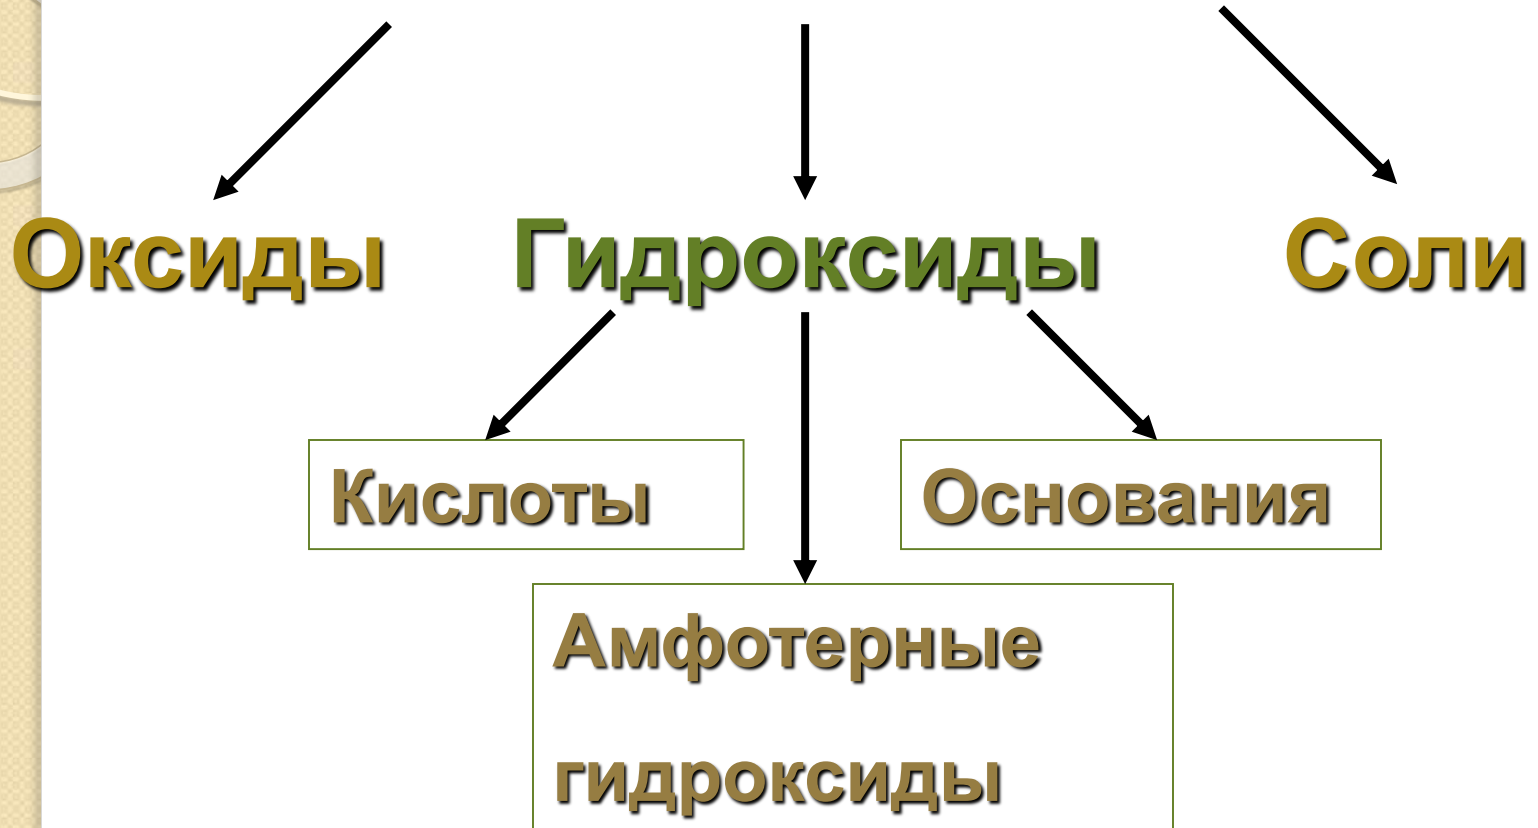 Оксиды Гидроксиды Соли
Кислоты Основания
Амфотерные
гидроксиды